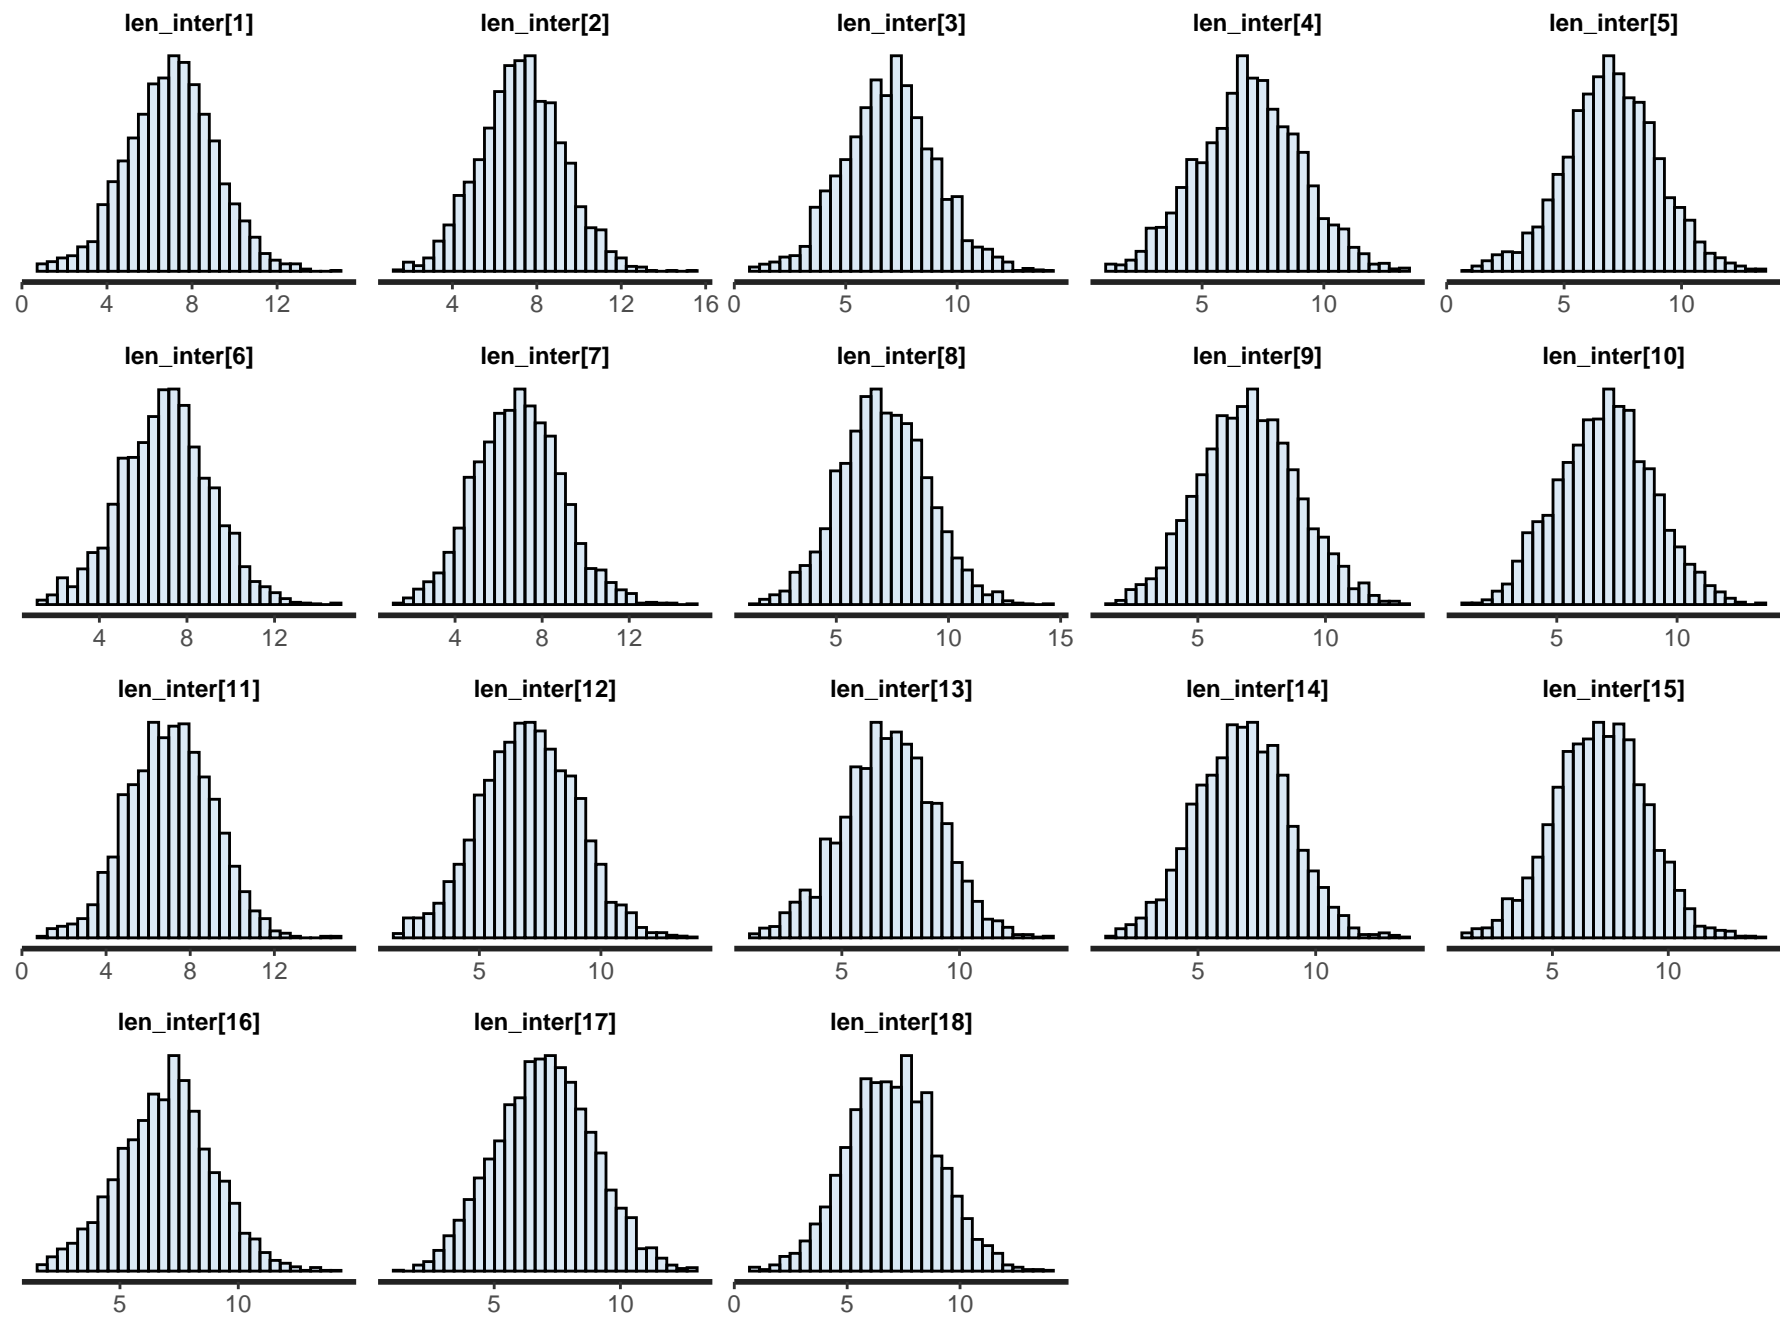 len_inter[1] len_inter[2] len_inter[3] len_inter[4] len_inter[5]
0 4 8 12 4 8 12 16 0 5 10 5 10 0 5 10
len_inter[6] len_inter[7] len_inter[8] len_inter[9] len_inter[10]
4 8 12 4 8 12 5 10 15 5 10 5 10
len_inter[11] len_inter[12] len_inter[13] len_inter[14] len_inter[15]
0 4 8 12 5 10 5 10 5 10 5 10
len_inter[16] len_inter[17] len_inter[18]
5 10 5 10 0 5 10